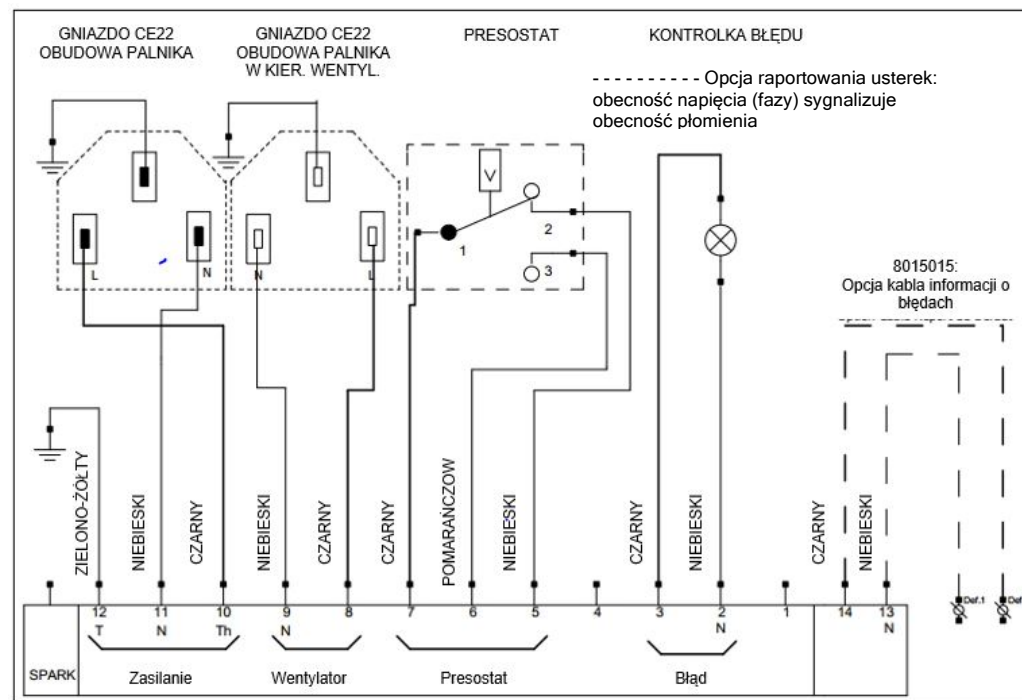 GNIAZDO CE22
OBUDOWA PALNIKA
GNIAZDO CE22
OBUDOWA PALNIKA
W KIER. WENTYL.
PRESOSTAT
KONTROLKA BŁĘDU
- - - - - - - - - - Opcja raportowania usterek:
obecność napięcia (fazy) sygnalizuje
obecność płomienia
V
L
N
N
L
1
2
3
8015015:
Opcja kabla informacji o
błędach
ZIELONO-ŻÓŁTY
NIEBIESKI
CZARNY
NIEBIESKI
CZARNY
CZARNY
POMARAŃCZOW
NIEBIESKI
CZARNY
NIEBIESKI
CZARNY
NIEBIESKI
Def.1
Def
12 11 10 9 8 7 6 5 4 3 2 1 14 13
T N Th N N N
SPARK
Zasilanie
Wentylator
Presostat
Błąd